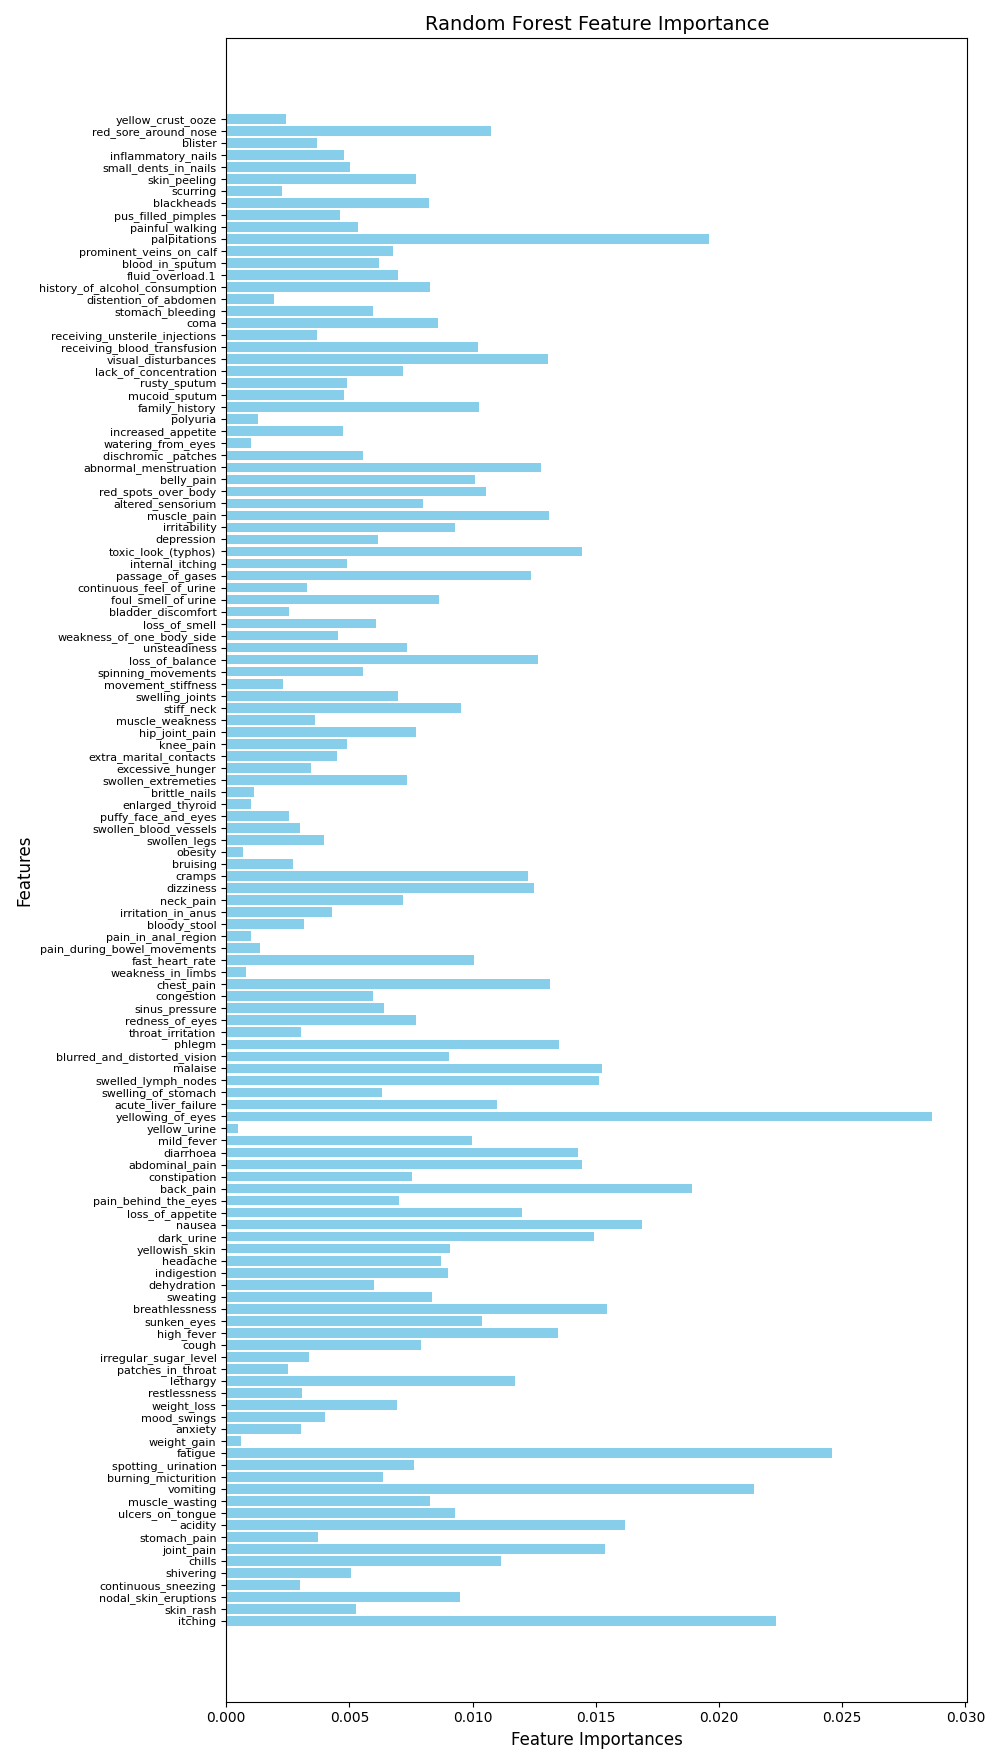 Random Forest Feature Importance
yellow_crust_ooze
red_sore_around_nose
blister
inflammatory_nails
small_dents_in_nails
skin_peeling
scurring
blackheads
pus_filled_pimples
painful_walking
palpitations
prominent_veins_on_calf
blood_in_sputum
fluid_overload.1
history_of_alcohol_consumption
distention_of_abdomen
stomach_bleeding
coma
receiving_unsterile_injections
receiving_blood_transfusion
visual_disturbances
lack_of_concentration
rusty_sputum
mucoid_sputum
family_history
polyuria
increased_appetite
watering_from_eyes
dischromic _patches
abnormal_menstruation
belly_pain
red_spots_over_body
altered_sensorium
muscle_pain
irritability
depression
toxic_look_(typhos)
internal_itching
passage_of_gases
continuous_feel_of_urine
foul_smell_of urine
bladder_discomfort
loss_of_smell
weakness_of_one_body_side
unsteadiness
loss_of_balance
spinning_movements
movement_stiffness
swelling_joints
stiff_neck
muscle_weakness
hip_joint_pain
knee_pain
extra_marital_contacts
excessive_hunger
swollen_extremeties
brittle_nails
enlarged_thyroid
puffy_face_and_eyes
swollen_blood_vessels
swollen_legs
obesity
bruising
cramps
dizziness
neck_pain
irritation_in_anus
bloody_stool
pain_in_anal_region
pain_during_bowel_movements
fast_heart_rate
weakness_in_limbs
chest_pain
congestion
sinus_pressure
redness_of_eyes
throat_irritation
phlegm
blurred_and_distorted_vision
malaise
swelled_lymph_nodes
swelling_of_stomach
acute_liver_failure
yellowing_of_eyes
yellow_urine
mild_fever
diarrhoea
abdominal_pain
constipation
back_pain
pain_behind_the_eyes
loss_of_appetite
nausea
dark_urine
yellowish_skin
headache
indigestion
dehydration
sweating
breathlessness
sunken_eyes
high_fever
cough
irregular_sugar_level
patches_in_throat
lethargy
restlessness
weight_loss
mood_swings
anxiety
weight_gain
fatigue
spotting_ urination
burning_micturition
vomiting
muscle_wasting
ulcers_on_tongue
acidity
stomach_pain
joint_pain
chills
shivering
continuous_sneezing
nodal_skin_eruptions
skin_rash
itching
Features
0.000 0.005 0.010 0.015 0.020 0.025 0.030
Feature Importances